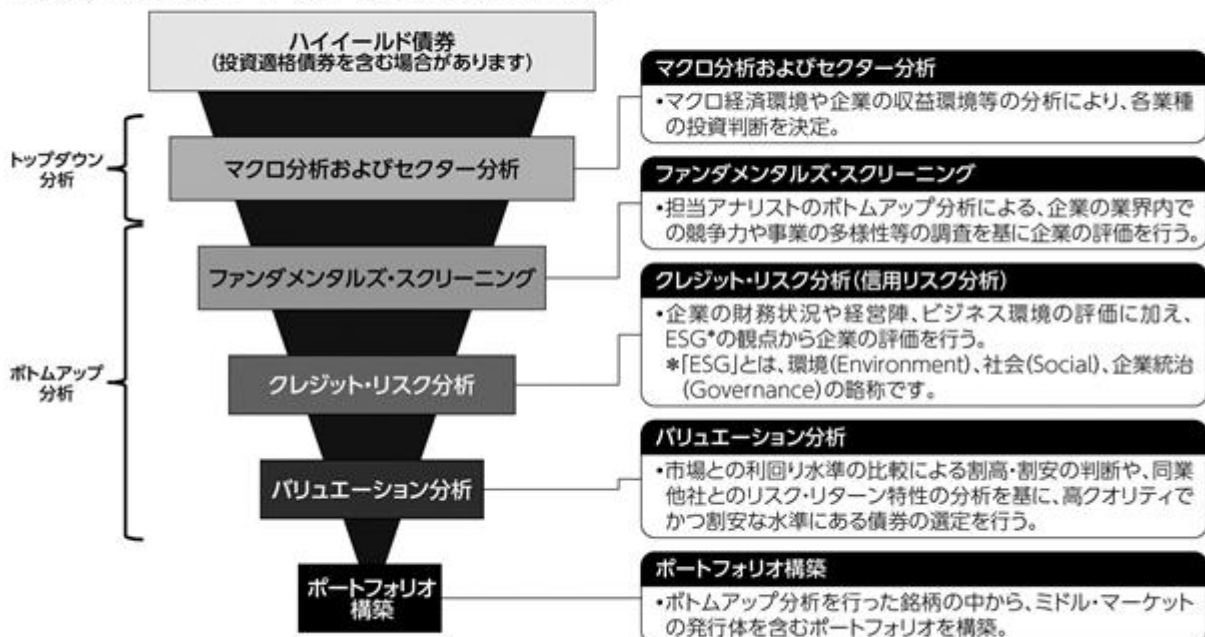 ハイイールド債券
(投資適格債券を含む場合があります)
トップダウン
分析
マクロ分析およびセクター分析
ボトムアップ
分析
ファンダメンタルズ・スクリーニング
クレジット・リスク分析
バリュエーション分析
ポートフォリオ
構築
マクロ分析およびセクター分析
•マクロ経済環境や企業の収益環境等の分析により、各業種
の投資判断を決定。
ファンダメンタルズ・スクリーニング
•担当アナリストのボトムアップ分析による、企業の業界内で
の競争力や事業の多様性等の調査を基に企業の評価を行う。
クレジット・リスク分析(信用リスク分析)
•企業の財務状況や経営陣、ビジネス環境の評価に加え、
ESG*の観点から企業の評価を行う。
*「ESG」とは、環境(Environment)、社会(Social)、企業統治
(Governance)の略称です。
バリュエーション分析
•市場との利回り水準の比較による割高・割安の判断や、同業
他社とのリスク・リターン特性の分析を基に、高クオリティで
かつ割安な水準にある債券の選定を行う。
ポートフォリオ構築
•ボトムアップ分析を行った銘柄の中から、ミドル・マーケット
の発行体を含むポートフォリオを構築。